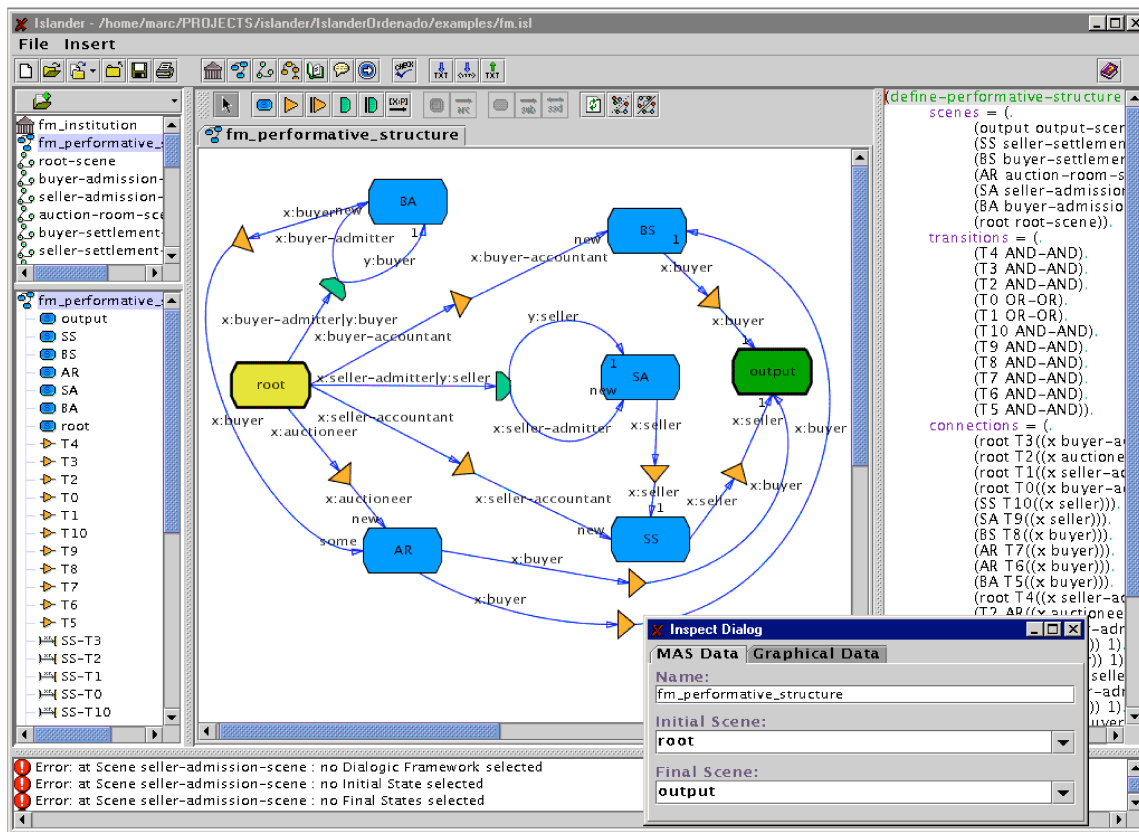 Islander - /home/marc/PROJECTS/islander/IslanderOrdenado/examples/fm.isl
File Insert
CHECK
TXT
TXT
[X:P]
arc
sub
fm_institution
fm_performative_s
root-scene
buyer-admission-
seller-admission-
auction-room-sce
buyer-settlement-
seller-settlement-
fm_performative_s
output
SS
BS
AR
SA
BA
root
T4
T3
T2
T0
T1
T10
T9
T8
T7
T6
T5
SS-T3
SS-T2
SS-T1
SS-T0
SS-T10
fm_performative_structure
BA
x:buyer
new
1
x:buyer-admitter
y:buyer
new
BS
1
x:buyer-accountant
x:buyer
x:buyer-admitter|y:buyer
x:buyer-accountant
x:buyer
y:seller
1
root
x:seller-admitter|y:seller
1
SA
output
new
1
x:seller-accountant
x:buyer
x:auctioneer
x:seller-admitter
x:seller
x:seller
x:buyer
x:auctioneer
x:seller-accountant
x:seller
x:seller
x:buyer
1
new
some
AR
new
SS
x:buyer
x:buyer
(define-performative-structure
scenes = (.
(output output-scen
(SS seller-settlemen
(BS buyer-settlemen
(AR auction-room-s
(SA seller-admission
(BA buyer-admissio
(root root-scene)).
transitions = (.
(T4 AND-AND).
(T3 AND-AND).
(T2 AND-AND).
(T0 OR-OR).
(T1 OR-OR).
(T10 AND-AND).
(T9 AND-AND).
(T8 AND-AND).
(T7 AND-AND).
(T6 AND-AND).
(T5 AND-AND)).
connections = (.
(root T3((x buyer-a
(root T2((x auctione
(root T1((x seller-ad
(root T0((x buyer-a
(SS T10((x seller))).
(SA T9((x seller))).
(BS T8((x buyer))).
(AR T7((x buyer))).
(AR T6((x buyer))).
(BA T5((x buyer))).
(root T4((x seller-a
(T2 AR((x auctionee
Inspect Dialog
MAS Data Graphical Data
Name:
fm_performative_structure
Initial Scene:
root
Final Scene:
output
Error: at Scene seller-admission-scene : no Dialogic Framework selected
Error: at Scene seller-admission-scene : no Initial State selected
Error: at Scene seller-admission-scene : no Final States selected